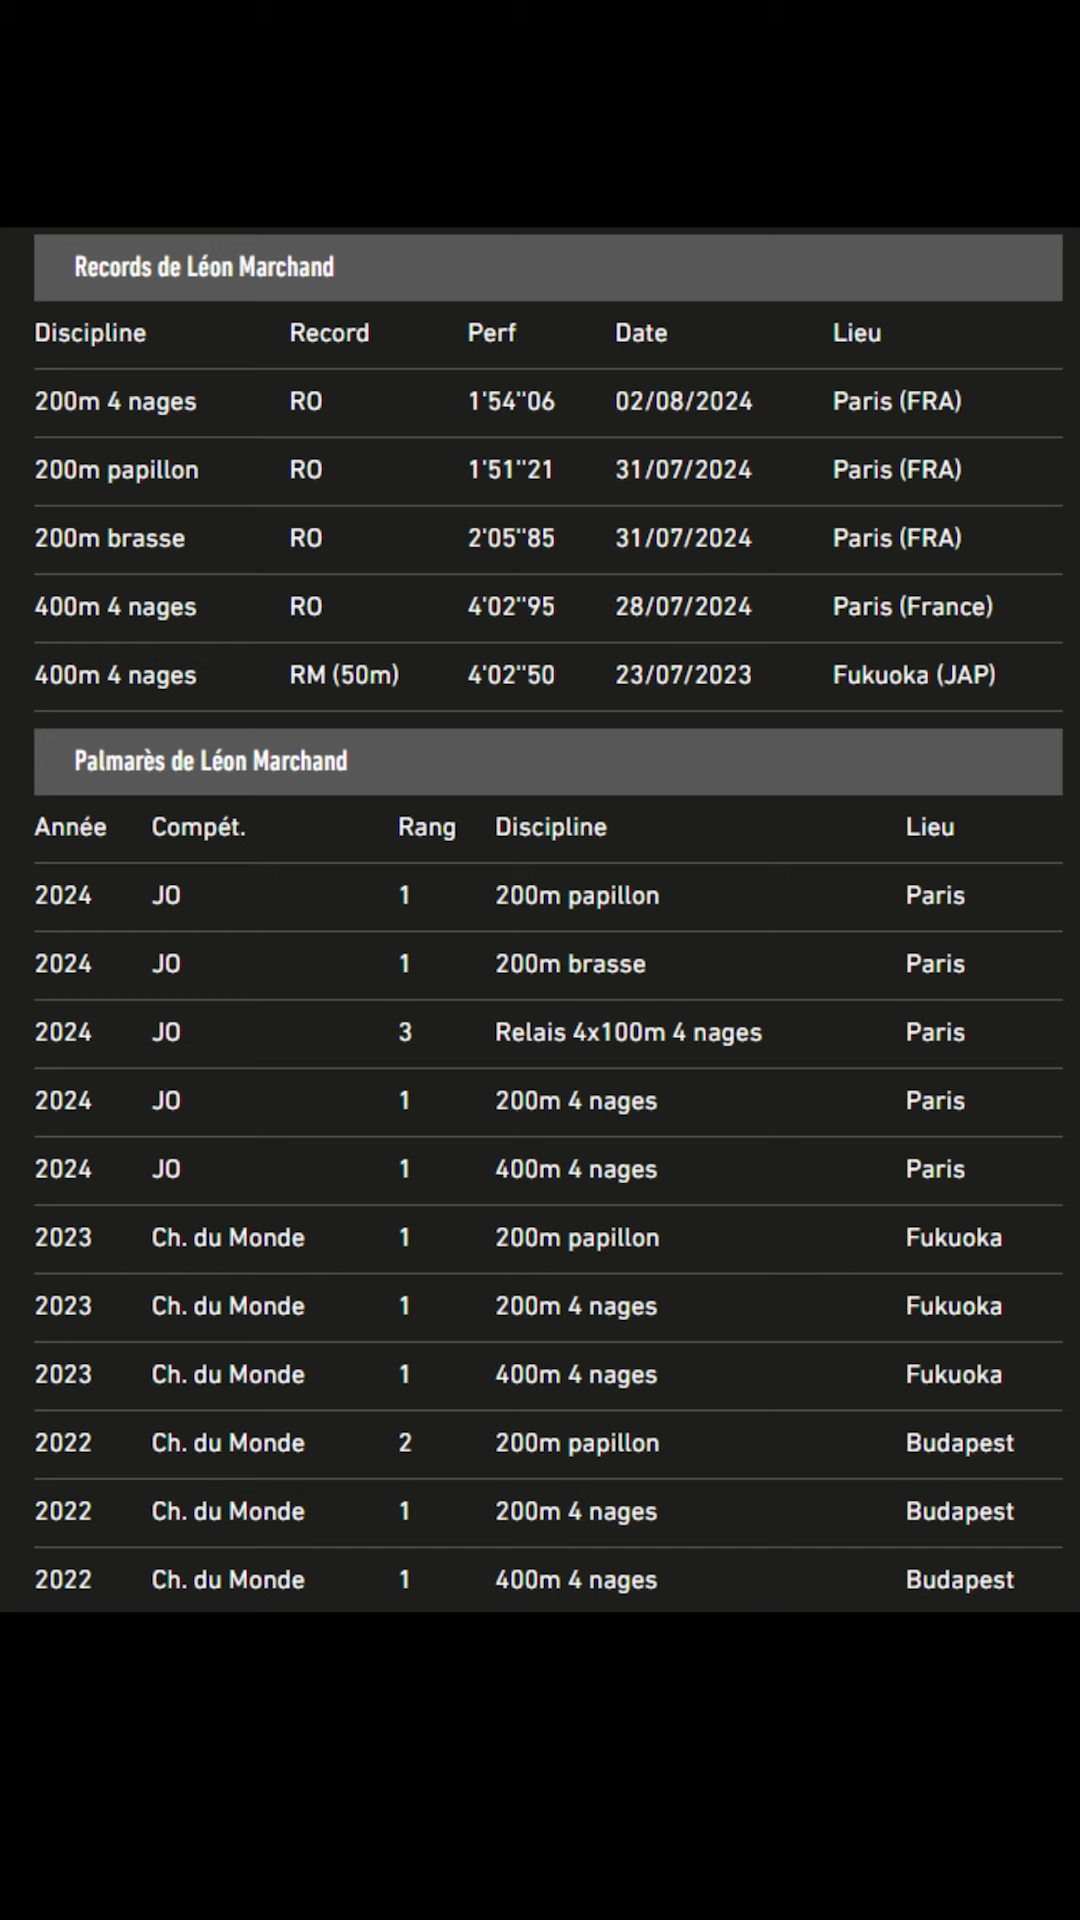 Records de Léon Marchand
Discipline Record Perf Date Lieu
200m 4 nages RO 1'54''06 02/08/2024 Paris (FRA)
200m papillon RO 1'51''21 31/07/2024 Paris (FRA)
200m brasse RO 2'05''85 31/07/2024 Paris (FRA)
400m 4 nages RO 4'02''95 28/07/2024 Paris (France)
400m 4 nages RM (50m) 4'02''50 23/07/2023 Fukuoka (JAP)
Palmarès de Léon Marchand
Année Compét. Rang Discipline Lieu
2024 JO 1 200m papillon Paris
2024 JO 1 200m brasse Paris
2024 JO 3 Relais 4x100m 4 nages Paris
2024 JO 1 200m 4 nages Paris
2024 JO 1 400m 4 nages Paris
2023 Ch. du Monde 1 200m papillon Fukuoka
2023 Ch. du Monde 1 200m 4 nages Fukuoka
2023 Ch. du Monde 1 400m 4 nages Fukuoka
2022 Ch. du Monde 2 200m papillon Budapest
2022 Ch. du Monde 1 200m 4 nages Budapest
2022 Ch. du Monde 1 400m 4 nages Budapest